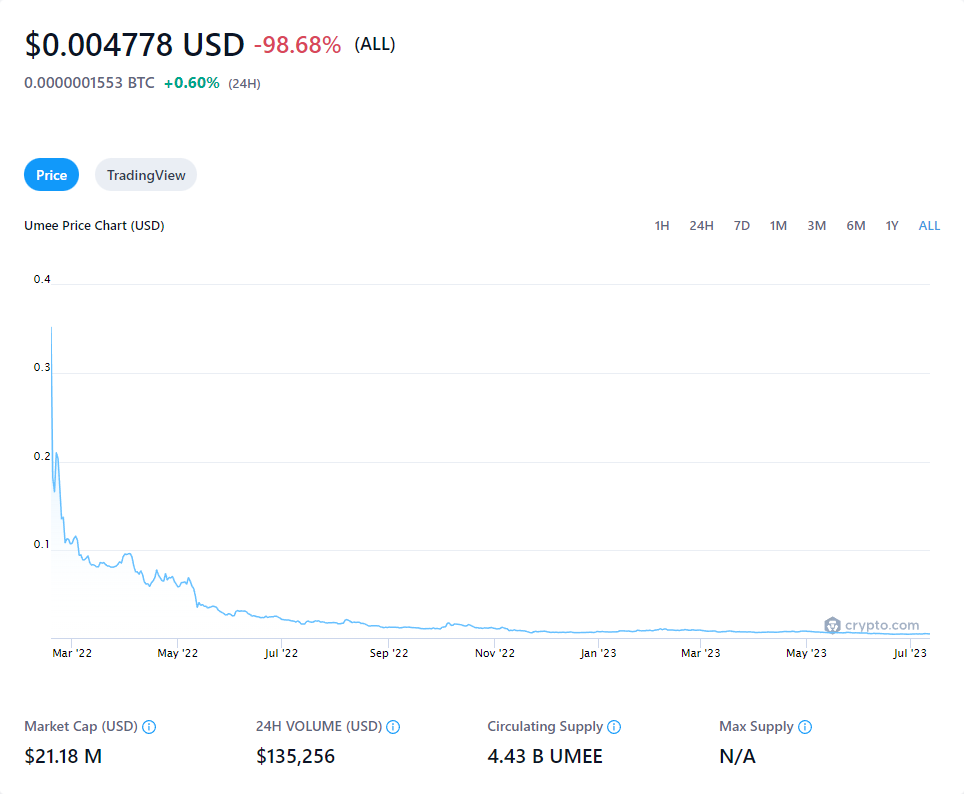 $0.004778 USD -98.68% (ALL)
0.0000001553 BTC +0.60% (24H)
Price TradingView
Umee Price Chart (USD) 1H 24H 7D 1M 3M 6M 1Y ALL
0.4
0.3
0.2
0.1
crypto.com
Mar '22 May '22 Jul '22 Sep '22 Nov '22 Jan '23 Mar '23 May '23 Jul '23
Market Cap (USD) 24H VOLUME (USD) Circulating Supply Max Supply
$21.18 M $135,256 4.43 B UMEE N/A